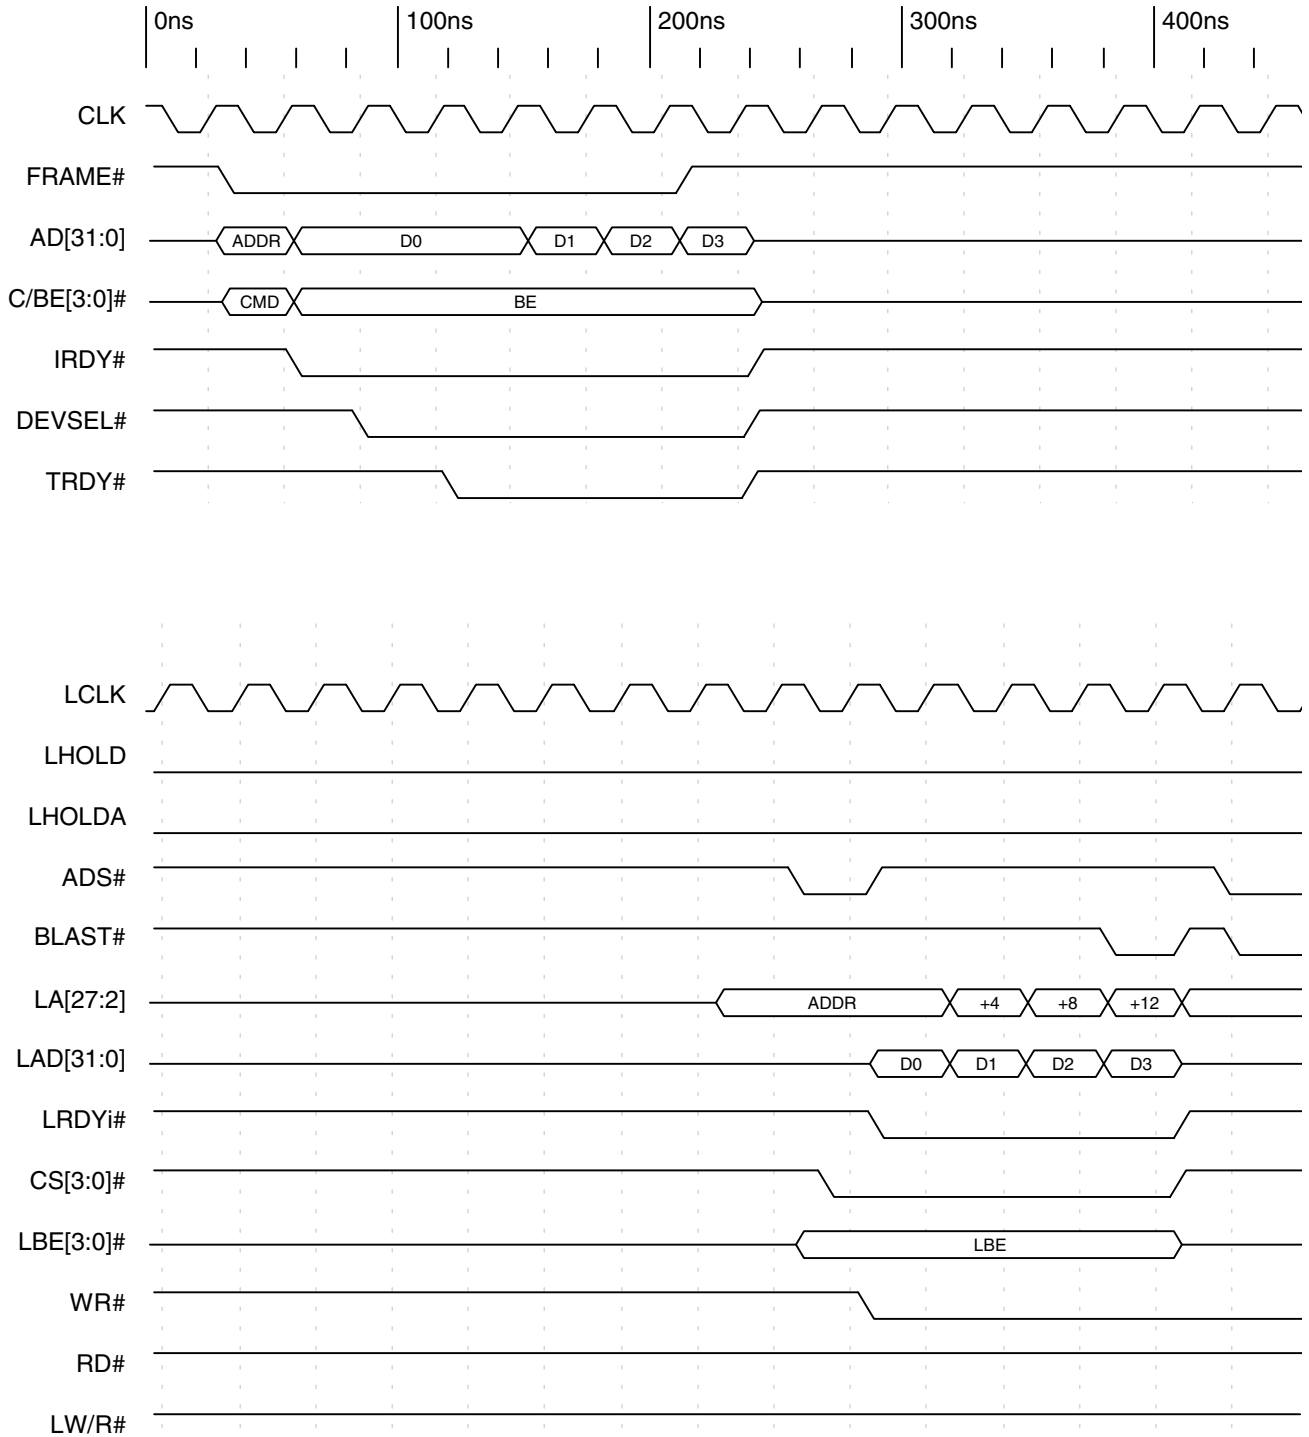 0ns 100ns 200ns 300ns 400ns
CLK
FRAME#
AD[31:0] ADDR D0 D1 D2 D3
C/BE[3:0]# CMD BE
IRDY#
DEVSEL#
TRDY#
LCLK
LHOLD
LHOLDA
ADS#
BLAST#
LA[27:2] ADDR +4 +8 +12
LAD[31:0] D0 D1 D2 D3
LRDYi#
CS[3:0]#
LBE[3:0]# LBE
WR#
RD#
LW/R#